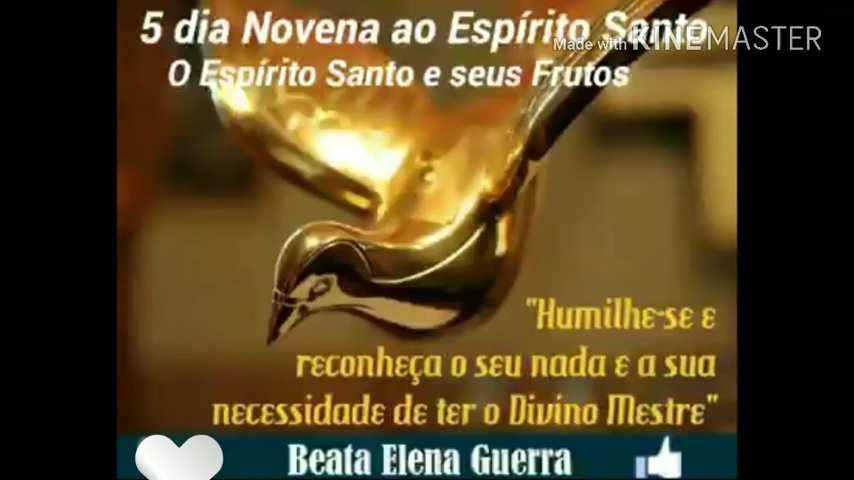 5 dia Novena ao Espírito Santo
Made with KINEMASTER
O Espírito Santo e seus Frutos
"Humilhe-se e
reconheça o seu nada e a sua
necessidade de ter o Divino Mestre"
Beata Elena Guerra